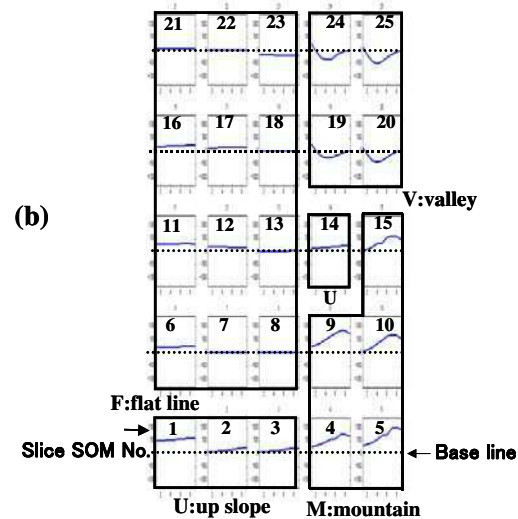 21 22 23 24 25
16 17 18 19 20
V:valley
(b)
11 12 13 14 15
U
6 7 8 9 10
F:flat line
1 2 3 4 5
Slice SOM No.
Base line
U:up slope M:mountain